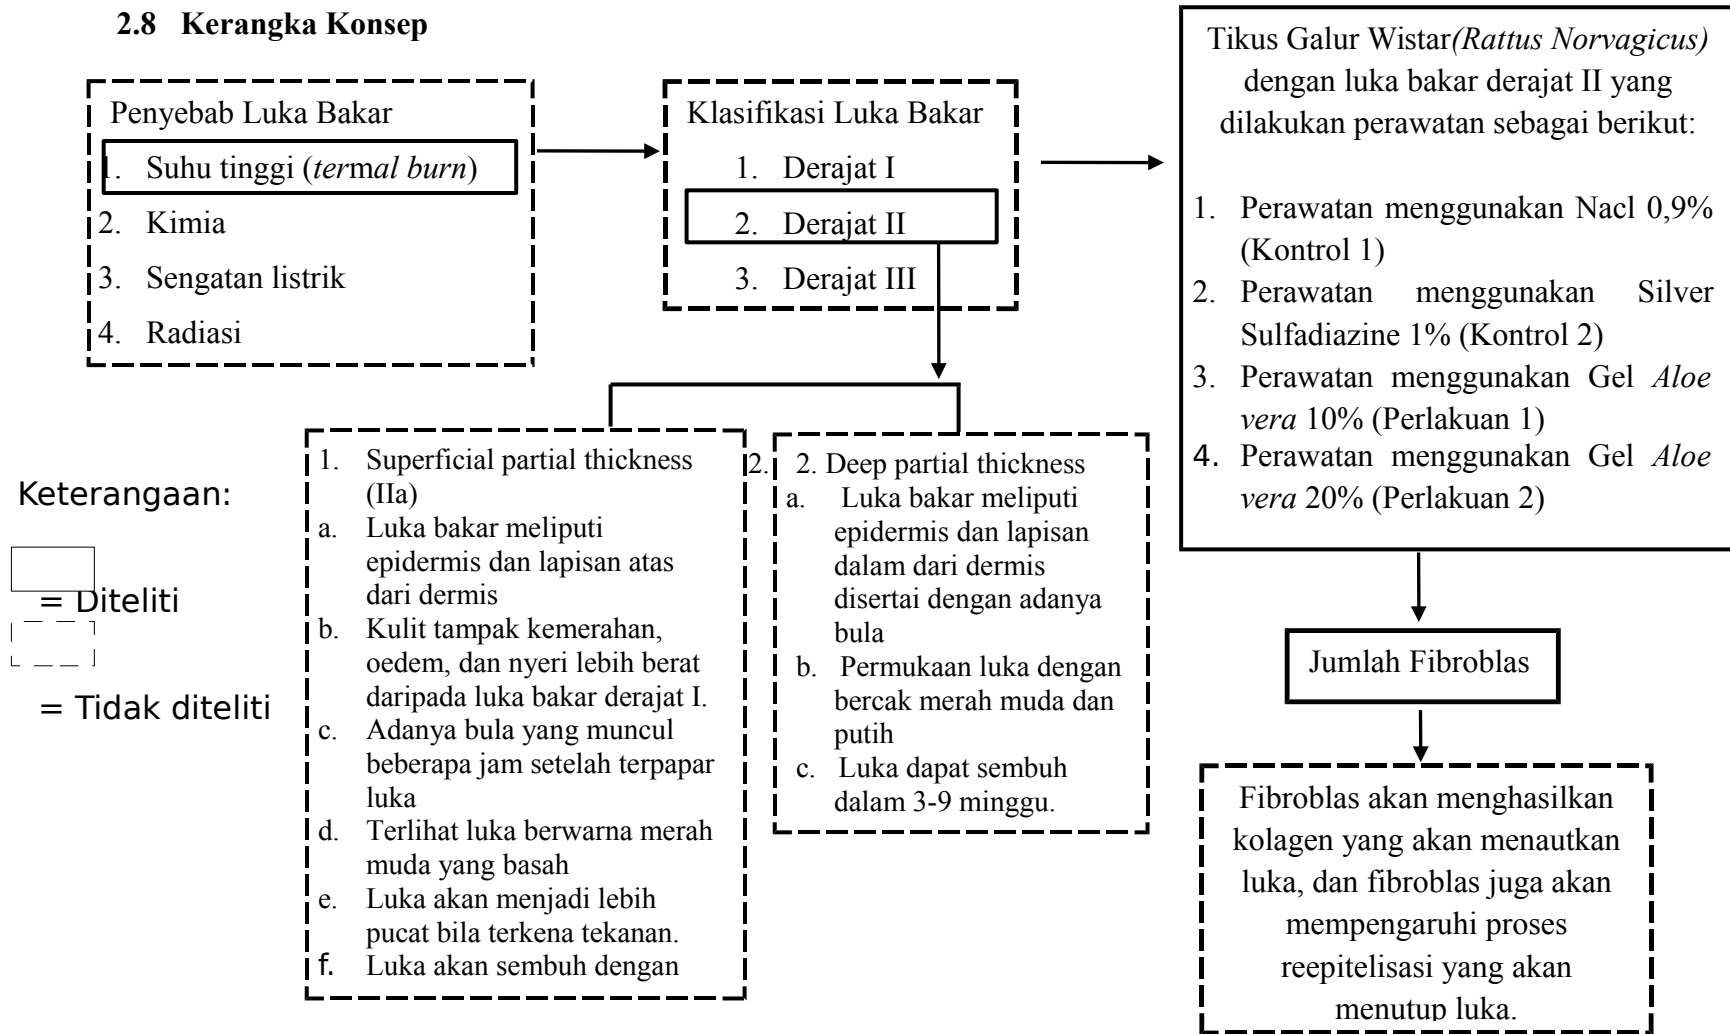 2.8 Kerangka Konsep
Penyebab Luka Bakar
1. Suhu tinggi (termal burn)
2. Kimia
3. Sengatan listrik
4. Radiasi
Klasifikasi Luka Bakar
1. Derajat I
2. Derajat II
3. Derajat III
Tikus Galur Wistar(Rattus Norvagicus)
dengan luka bakar derajat II yang
dilakukan perawatan sebagai berikut:
1. Perawatan menggunakan Nacl 0,9%
(Kontrol 1)
2. Perawatan menggunakan Silver
Sulfadiazine 1% (Kontrol 2)
3. Perawatan menggunakan Gel Aloe
vera 10% (Perlakuan 1)
4. Perawatan menggunakan Gel Aloe
vera 20% (Perlakuan 2)
Keterangaan:
= Diteliti
= Tidak diteliti
1. Superficial partial thickness
(IIa)
a. Luka bakar meliputi
epidermis dan lapisan atas
dari dermis
b. Kulit tampak kemerahan,
oedem, dan nyeri lebih berat
daripada luka bakar derajat I.
c. Adanya bula yang muncul
beberapa jam setelah terpapar
luka
d. Terlihat luka berwarna merah
muda yang basah
e. Luka akan menjadi lebih
pucat bila terkena tekanan.
f. Luka akan sembuh dengan
2. 2. Deep partial thickness
a. Luka bakar meliputi
epidermis dan lapisan
dalam dari dermis
disertai dengan adanya
bula
b. Permukaan luka dengan
bercak merah muda dan
putih
c. Luka dapat sembuh
dalam 3-9 minggu.
Jumlah Fibroblas
Fibroblas akan menghasilkan
kolagen yang akan menautkan
luka, dan fibroblas juga akan
mempengaruhi proses
reepitelisasi yang akan
menutup luka.